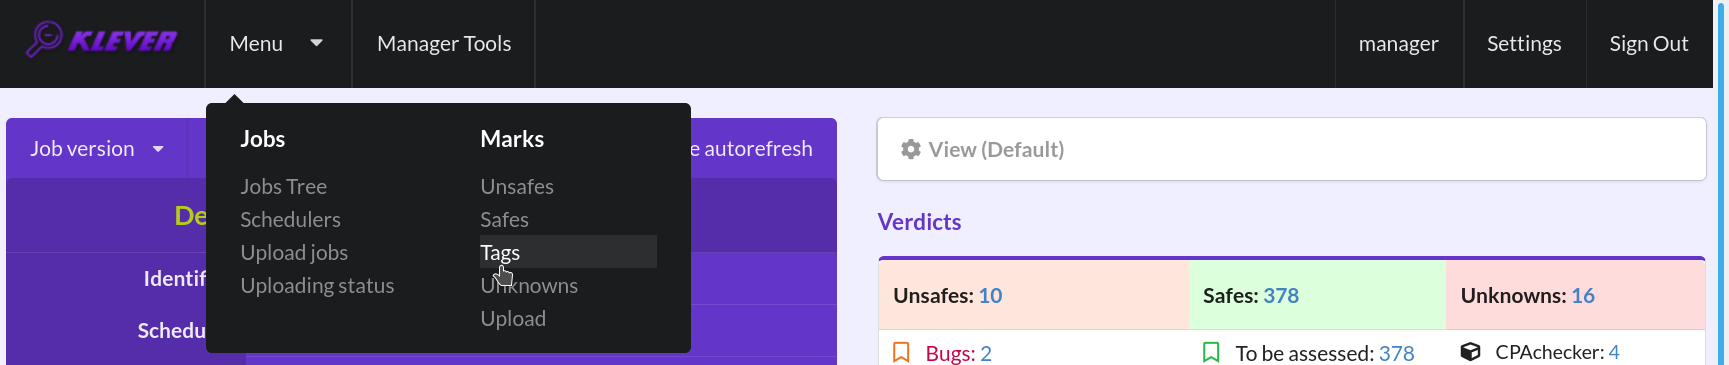 KLEVER
Menu
Manager Tools
manager
Settings
Sign Out
Job version
e autorefresh
De
Identif
Schedu
Jobs
Jobs Tree
Schedulers
Upload jobs
Uploading status
Marks
Unsafes
Safes
Tags
Unknowns
Upload
View (Default)
Verdicts
Unsafes: 10
Safes: 378
Unknowns: 16
Bugs: 2
To be assessed: 378
CPAchecker: 4